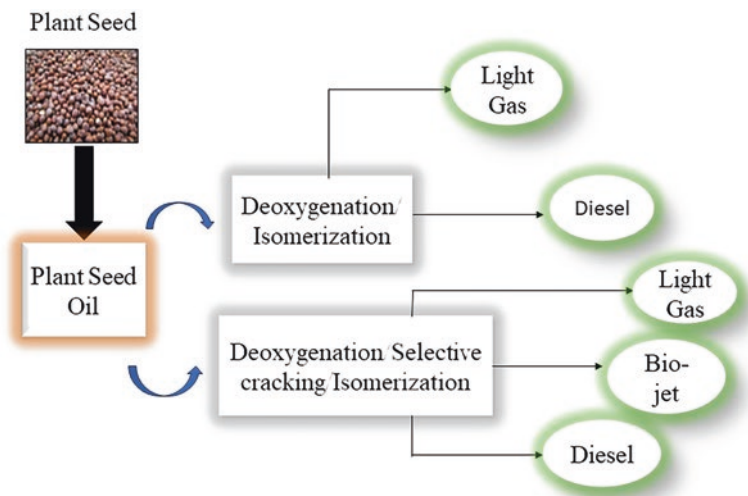 Plant Seed
Light
Gas
Deoxygenation/
Isomerization
Diesel
Plant Seed
Oil
Light
Gas
Deoxygenation/Selective
cracking/Isomerization
Bio-
jet
Diesel